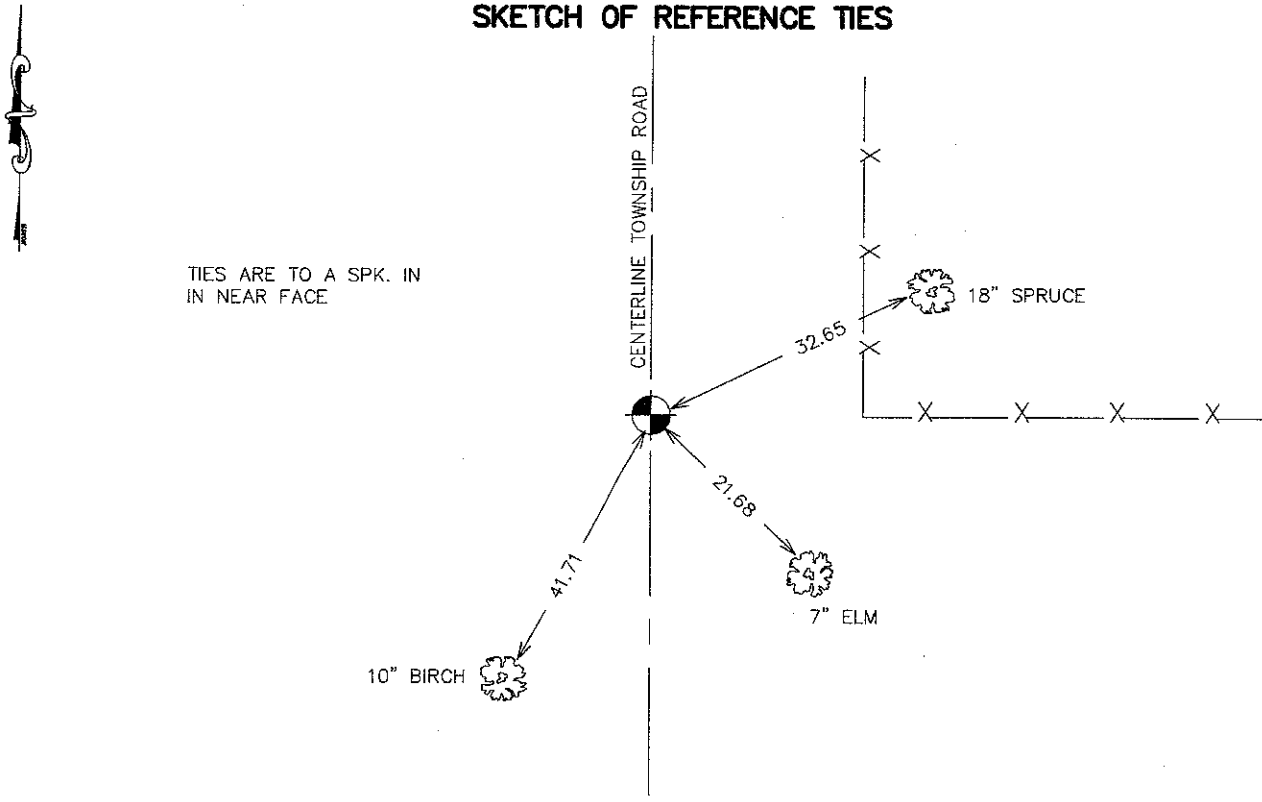 SKETCH OF REFERENCE TIES
CENTERLINE TOWNSHIP ROAD
TIES ARE TO A SPK. IN
IN NEAR FACE
18" SPRUCE
32.65
21.68
41.71
7" ELM
10" BIRCH